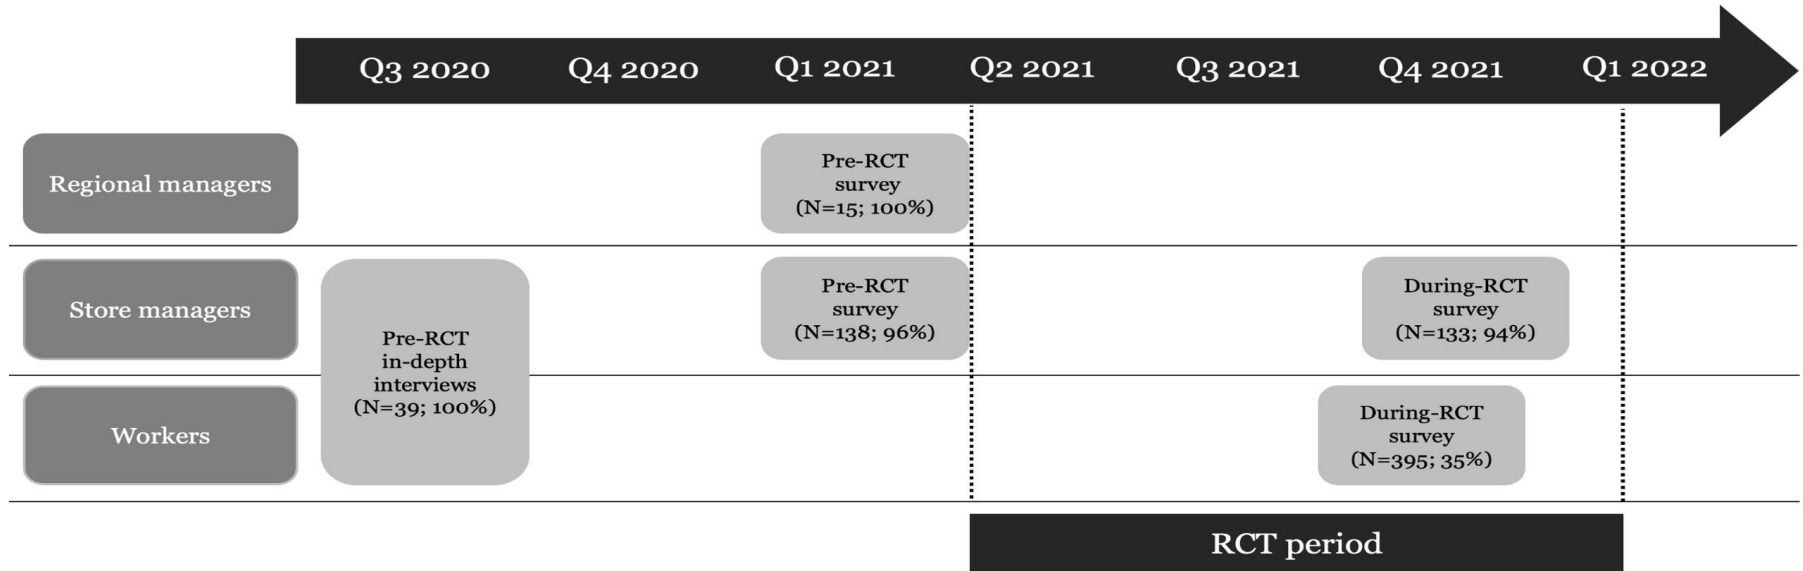 Q3 2020 Q4 2020 Q1 2021 Q2 2021 Q3 2021 Q4 2021 Q1 2022
Regional managers
Pre-RCT
survey
(N=15; 100%)
Store managers
Pre-RCT
in-depth
interviews
(N=39; 100%)
Pre-RCT
survey
(N=138; 96%)
During-RCT
survey
(N=133; 94%)
Workers
During-RCT
survey
(N=395; 35%)
RCT period